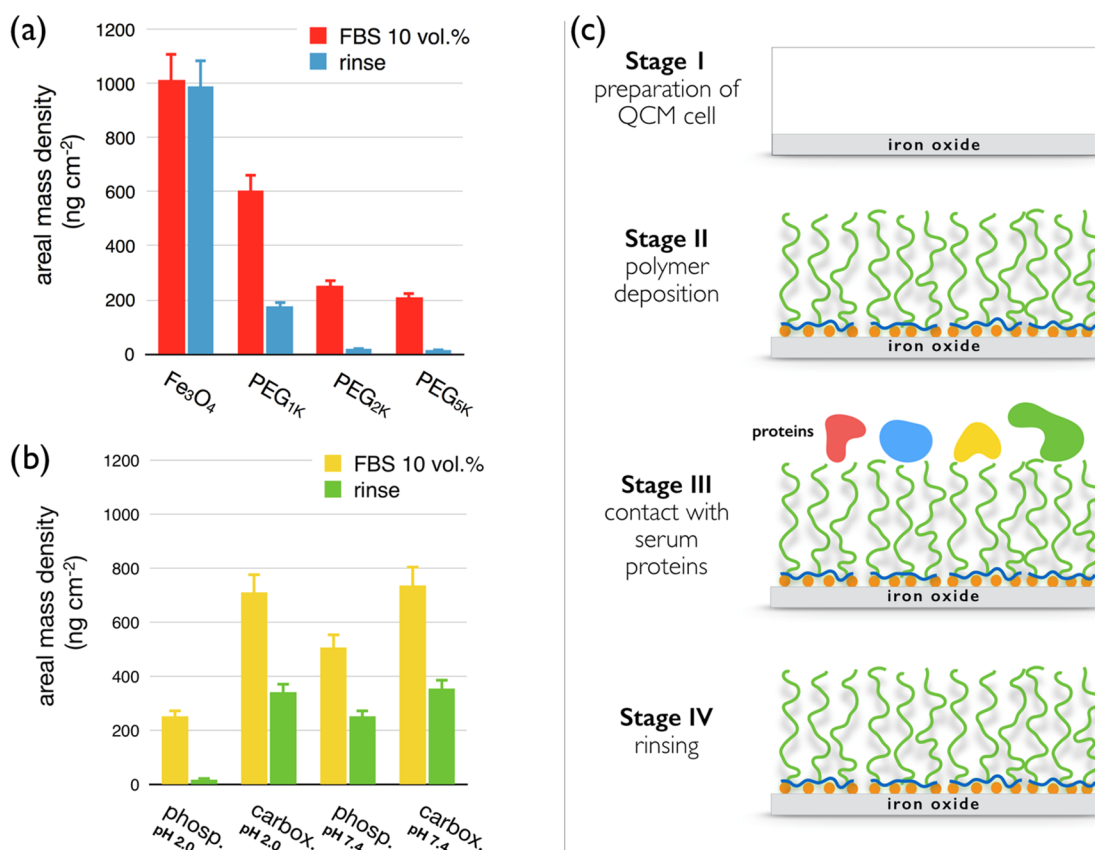 (a)
1200
1000
800
600
400
200
0
areal mass density
(ng cm⁻²)
FBS 10 vol.%
rinse
Fe₃O₄
PEG₁ₖ
PEG₂ₖ
PEG₅ₖ
(b)
1200
1000
800
600
400
200
0
areal mass density
(ng cm⁻²)
FBS 10 vol.%
rinse
phosp.
pH 2.0
carbox.
pH 2.0
phosp.
pH 7.4
carbox.
pH 7.4
(c)
Stage I
preparation of
QCM cell
iron oxide
Stage II
polymer
deposition
iron oxide
proteins
Stage III
contact with
serum
proteins
iron oxide
Stage IV
rinsing
iron oxide